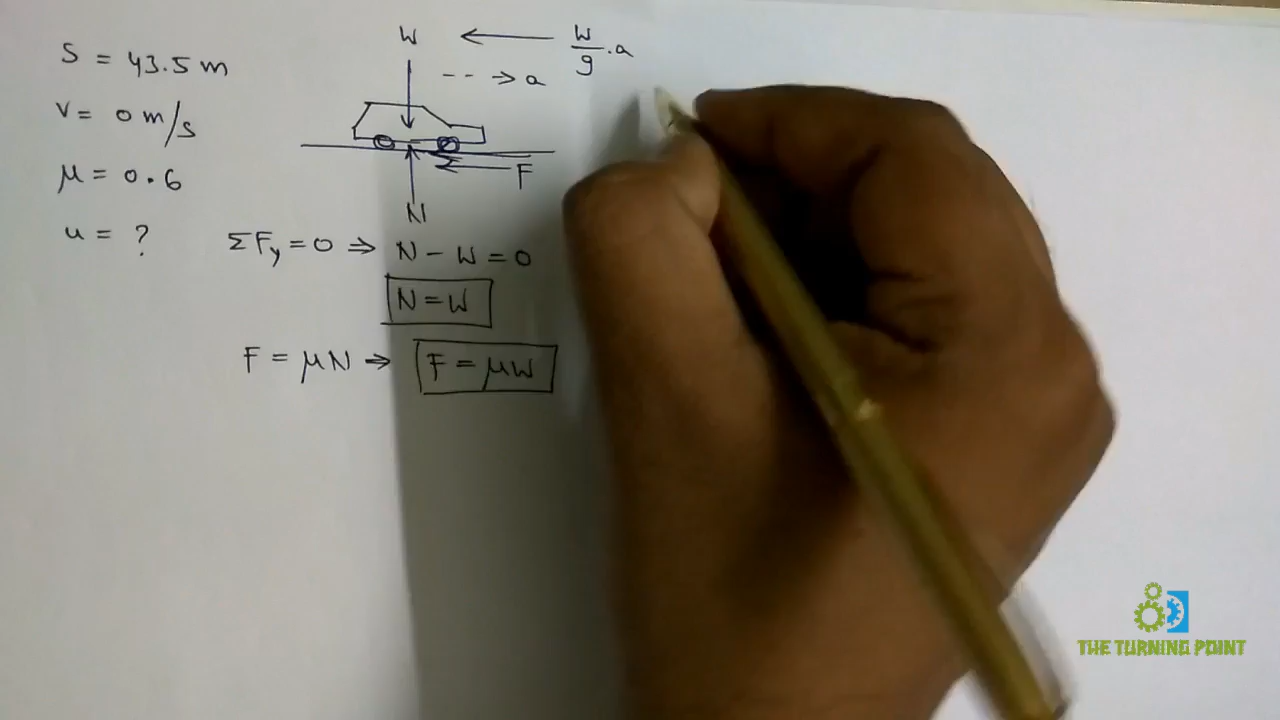 S = 43.5 m
V = 0 m/s
μ = 0.6
u = ?
W
W/g . a
-- → a
F
N
ΣFy = 0 ⇒ N - W = 0
N = W
F = μN → F = μW
THE TURNING POINT